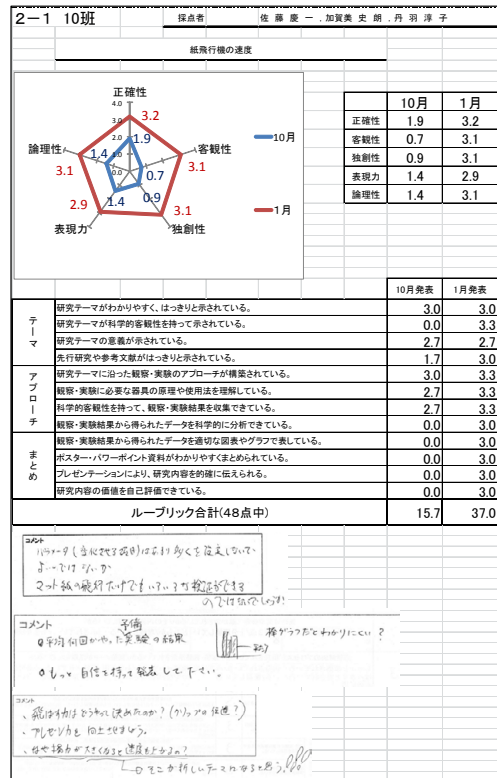 2－1 10班
採点者 佐藤慶一．加賀美史朗．丹羽淳子
紙飛行機の速度
正確性
客観性
独創性
表現力
論理性
4.0
2.0
0.0
3.2
3.1
3.1
2.9
3.1
1.9
0.7
0.9
1.4
1.4
10月
1月
10月 1月
正確性 1.9 3.2
客観性 0.7 3.1
独創性 0.9 3.1
表現力 1.4 2.9
論理性 1.4 3.1
10月発表 1月発表
テーマ
研究テーマがわかりやすく、はっきりと示されている。 3.0 3.0
研究テーマが科学的客観性を持って示されている。 0.0 3.3
研究テーマの意義が示されている。 2.7 2.7
先行研究や参考文献がはっきりと示されている。 1.7 3.0
アプローチ
研究テーマに沿った観察・実験のアプローチが構築されている。 3.0 3.3
観察・実験に必要な器具の原理や使用法を理解している。 2.7 3.3
科学的客観性を持って、観察・実験結果を収集できている。 2.7 3.3
観察・実験結果から得られたデータを科学的に分析できている。 0.0 3.0
まとめ
観察・実験結果から得られたデータを適切な図表やグラフで表している。 0.0 3.0
ポスター・パワーポイント資料がわかりやすくまとめられている。 0.0 3.0
プレゼンテーションにより、研究内容を的確に伝えられる。 0.0 3.0
研究内容の価値を自己評価できている。 0.0 3.0
ルーブリック合計(48点中) 15.7 37.0
コメント
パラメータ(変化させる項目)はあまり多くを設定しないで
よいのではないか
マット紙の飛行だけでもいろいろな検証ができる
のではないでしょうか
コメント
予備
平均何回かやった実験の結果
棒グラフだとわかりにくい？
もっと自信を持って発表して下さい。
コメント
・飛ばす力はどうやって決めたのか？(クリップの位置？)
・プレゼン力を向上させましょう。
・なぜ揚力が大きくなると速度も上がるの？
そこが新しいテーマになると思う。